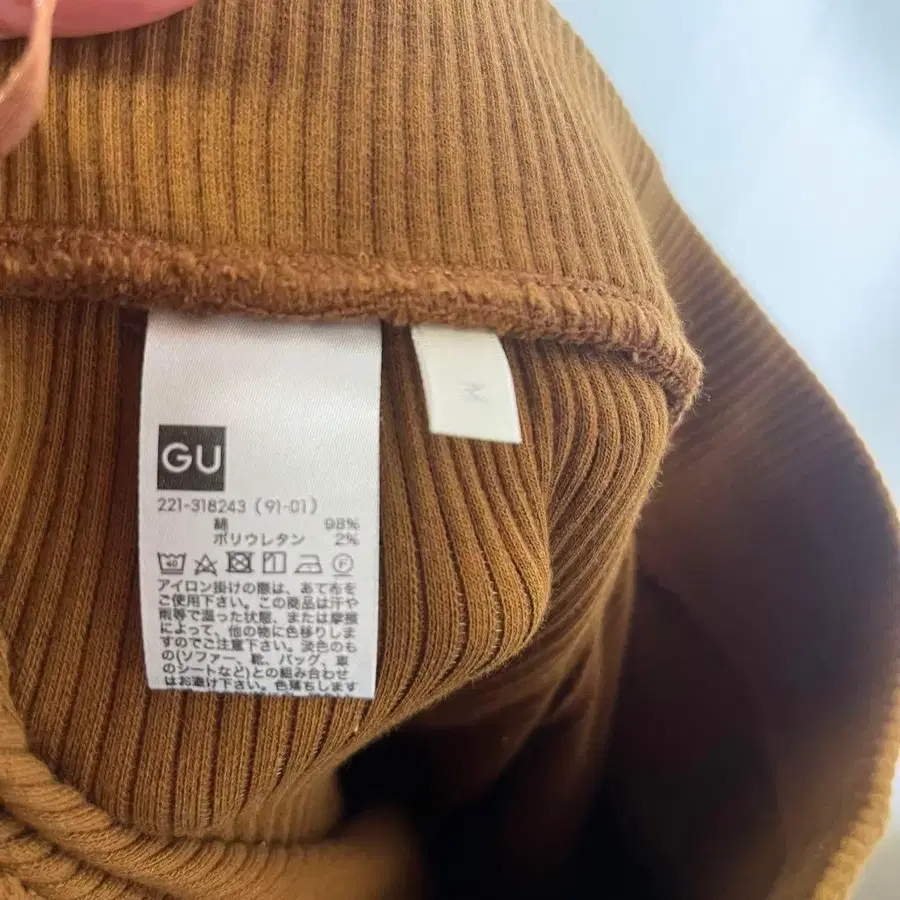 GU
221-318243 (91-01)
綿 98%
ポリウレタン 2%
40
F
アイロン掛けの際は、あて布を
ご使用下さい。この商品は汗や
雨等で湿った状態、または摩擦
によって、他の物に色移りしま
すのでご注意下さい。淡色のも
の(ソファー、靴、バッグ、車
のシートなど)との組み合わせ
はお避け下さい。色落ちします
M